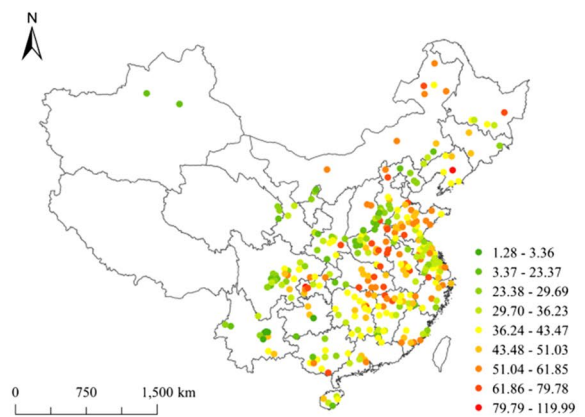 N
1.28 - 3.36
3.37 - 23.37
23.38 - 29.69
29.70 - 36.23
36.24 - 43.47
43.48 - 51.03
51.04 - 61.85
61.86 - 79.78
79.79 - 119.99
0 750 1,500 km